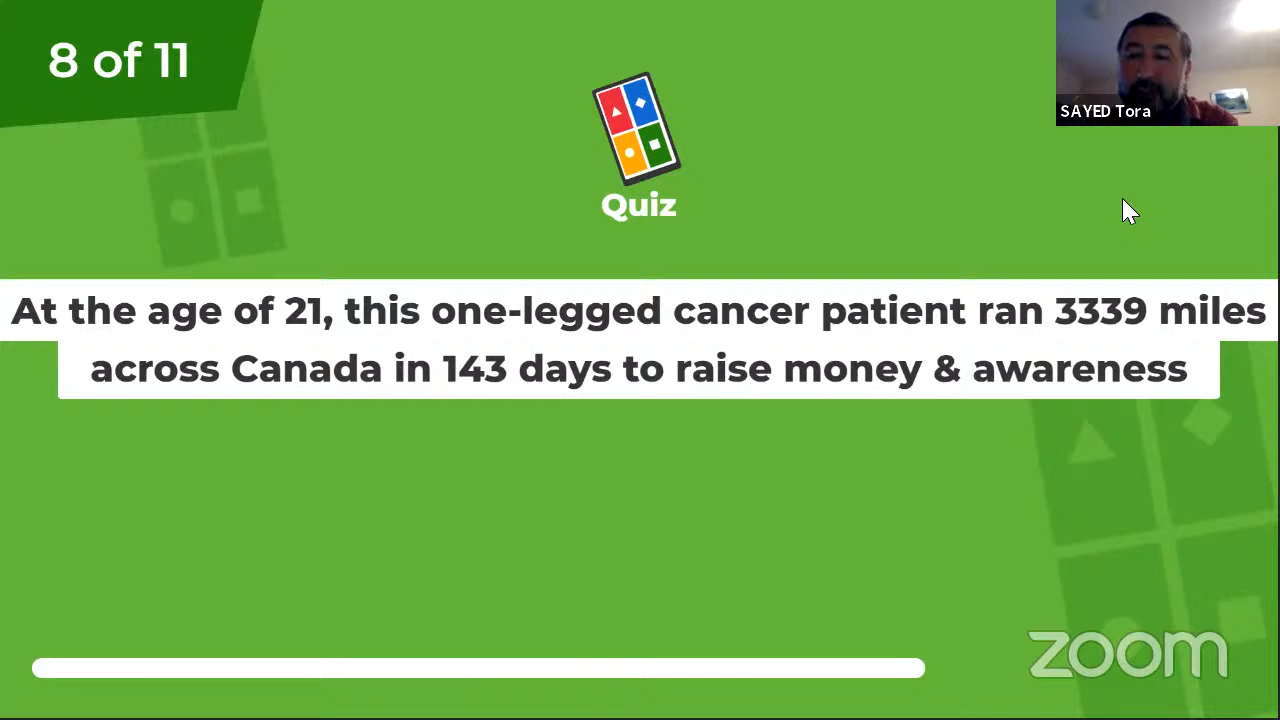 8 of 11
SAYED Tora
Quiz
At the age of 21, this one-legged cancer patient ran 3339 miles
across Canada in 143 days to raise money & awareness
zoom